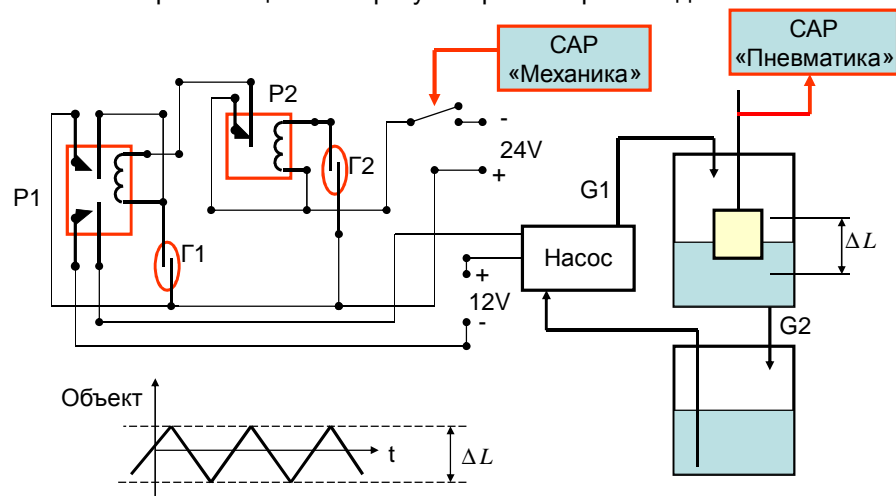 САР
«Механика»
САР
«Пневматика»
P2
-
24V
+
Г2
P1
G1
ΔL
Г1
Насос
+
12V
-
G2
Объект
t
ΔL